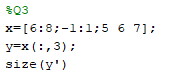 %Q3
x=[6:8;-1:1;5 6 7];
y=x(:,3);
size(y')